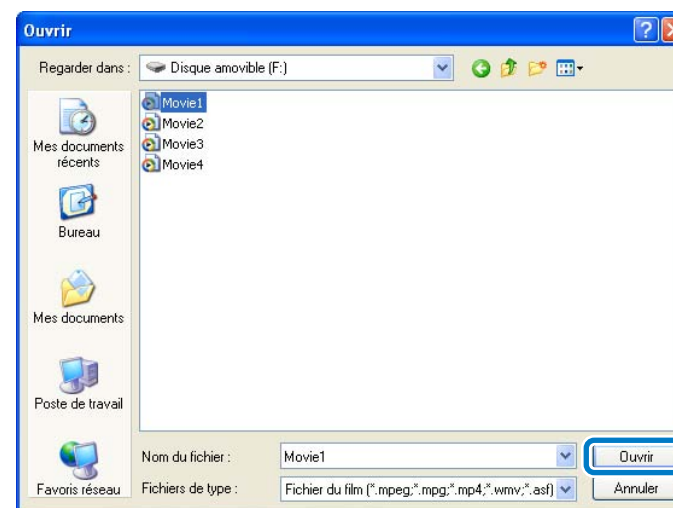 Ouvrir
Regarder dans : Disque amovible (F:)
Movie1
Movie2
Movie3
Movie4
Mes documents récents
Bureau
Mes documents
Poste de travail
Favoris réseau
Nom du fichier : Movie1 Ouvrir
Fichiers de type : Fichier du film (*.mpeg;*.mpg;*.mp4;*.wmv;*.asf) Annuler